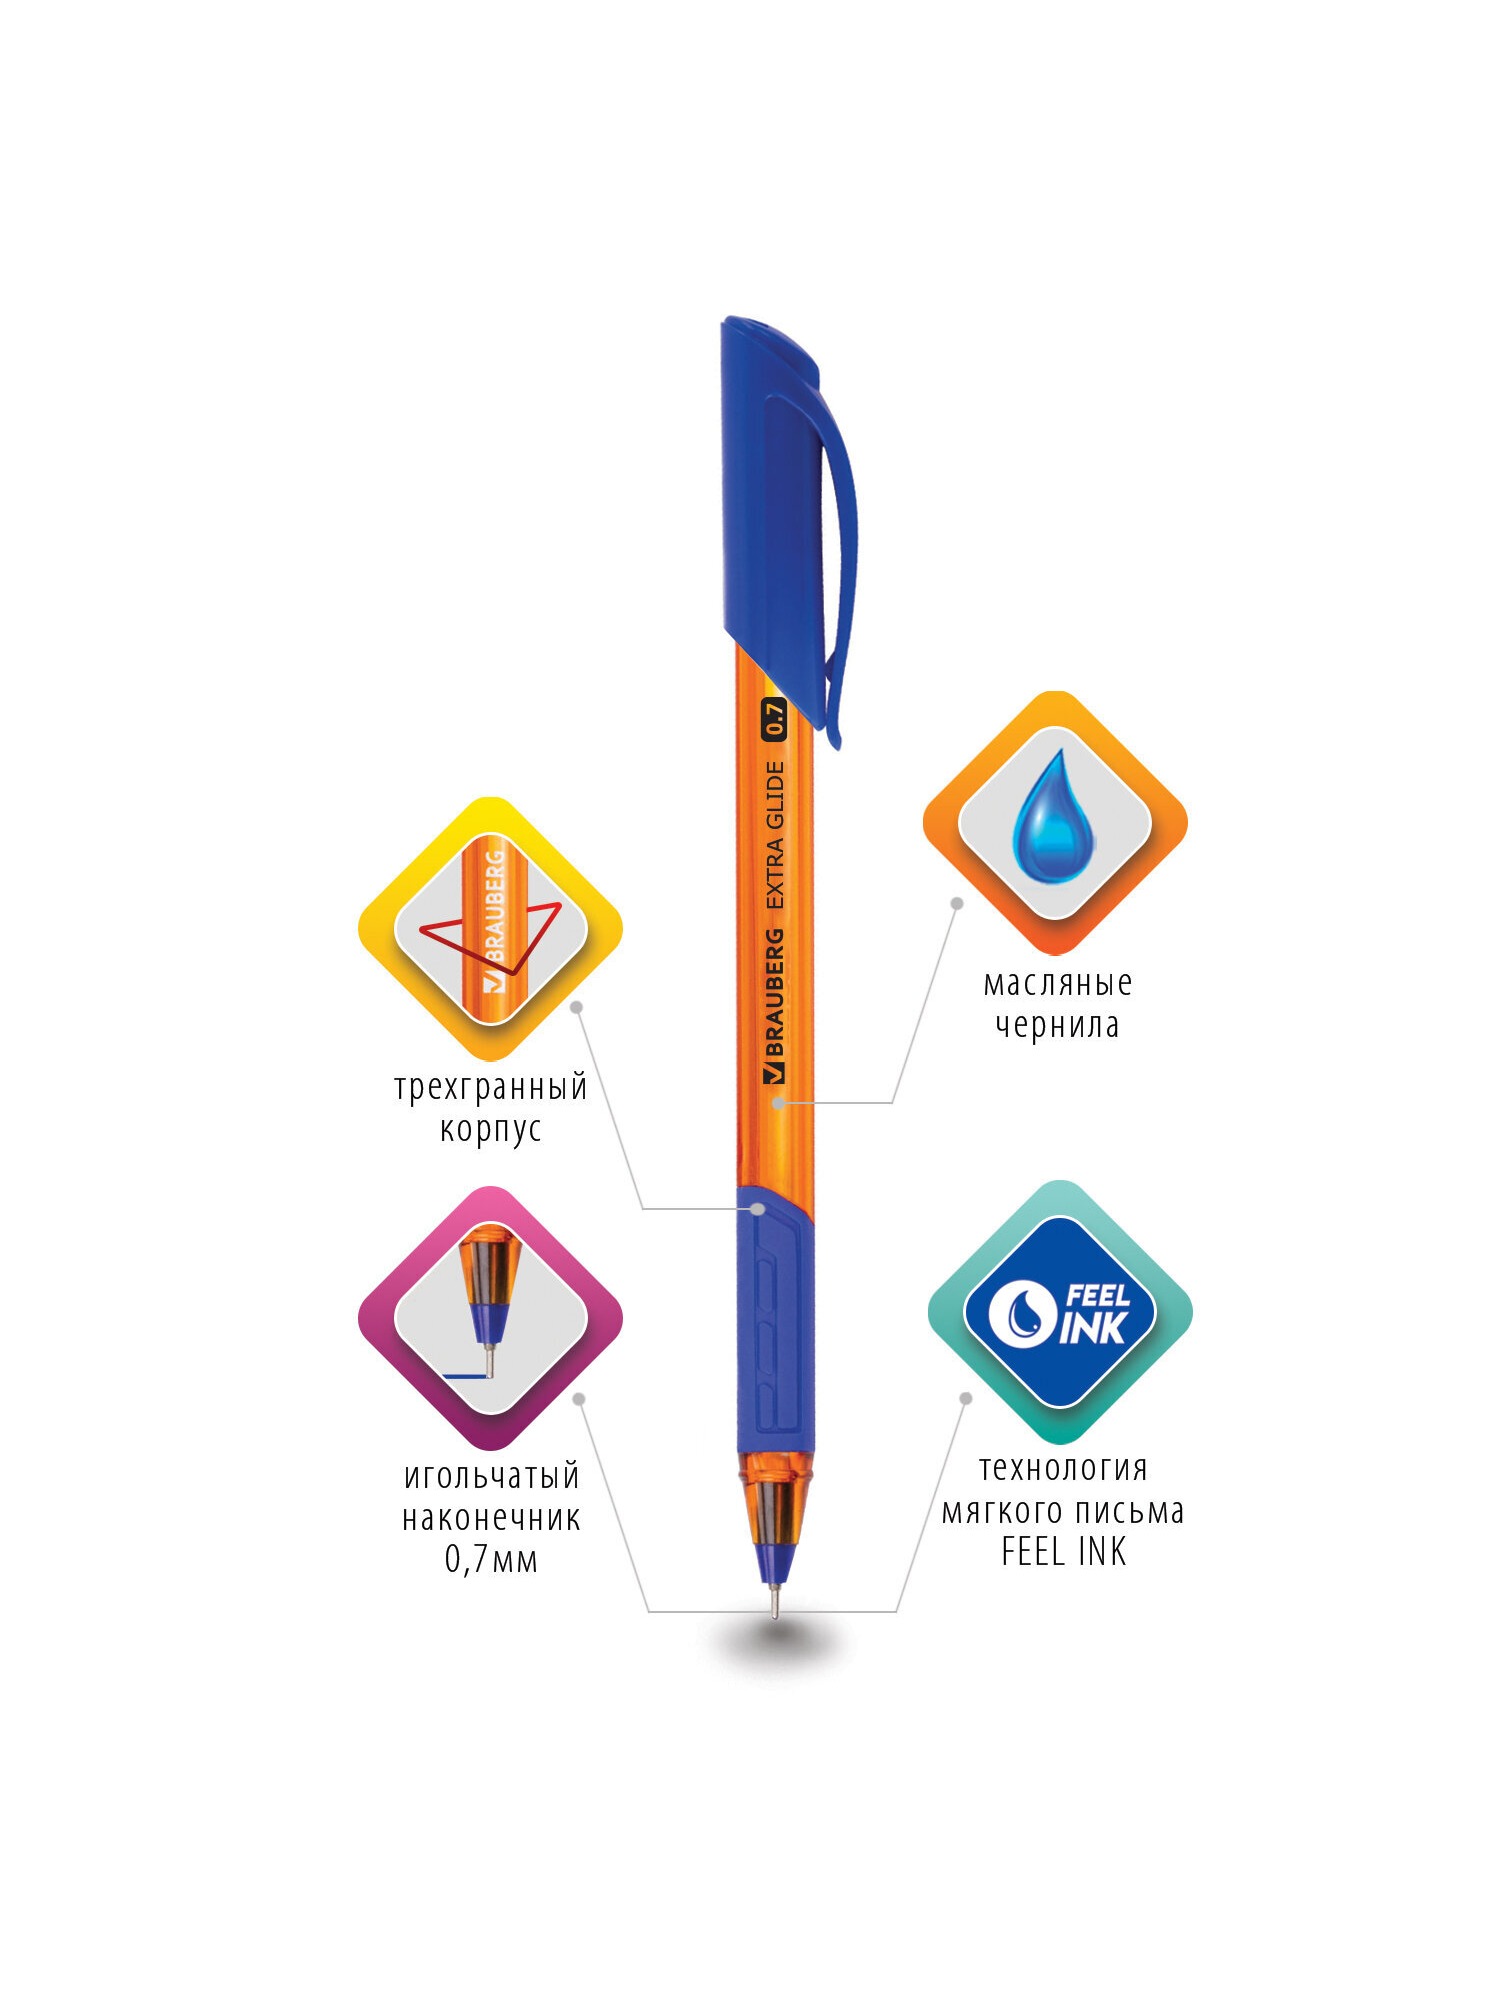 0.7
BRAUBERG EXTRA GLIDE
BRAUBERG
трехгранный
корпус
масляные
чернила
игольчатый
наконечник
0,7мм
FEEL
INK
технология
мягкого письма
FEEL INK